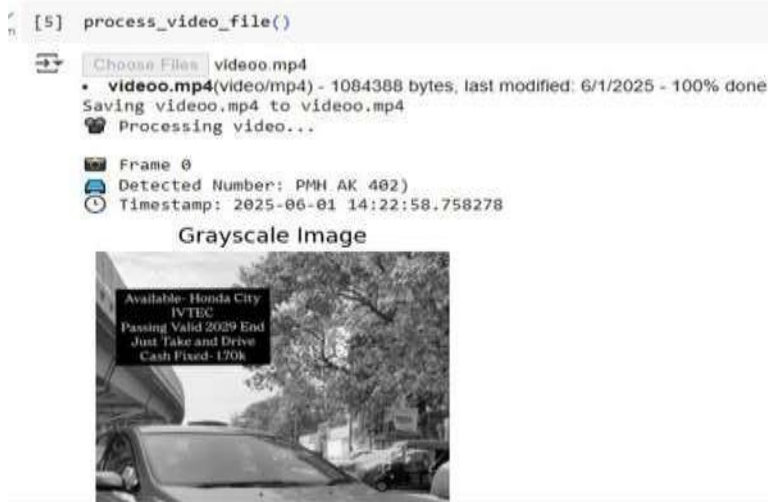 [5] process_video_file()
Choose Files videoo.mp4
• videoo.mp4(video/mp4) - 1084388 bytes, last modified: 6/1/2025 - 100% done
Saving videoo.mp4 to videoo.mp4
Processing video...
Frame 0
Detected Number: PMH AK 402)
Timestamp: 2025-06-01 14:22:58.758278
Grayscale Image
Available- Honda City
IVTEC
Passing Valid 2029 End
Just Take and Drive
Cash Fixed- 170k